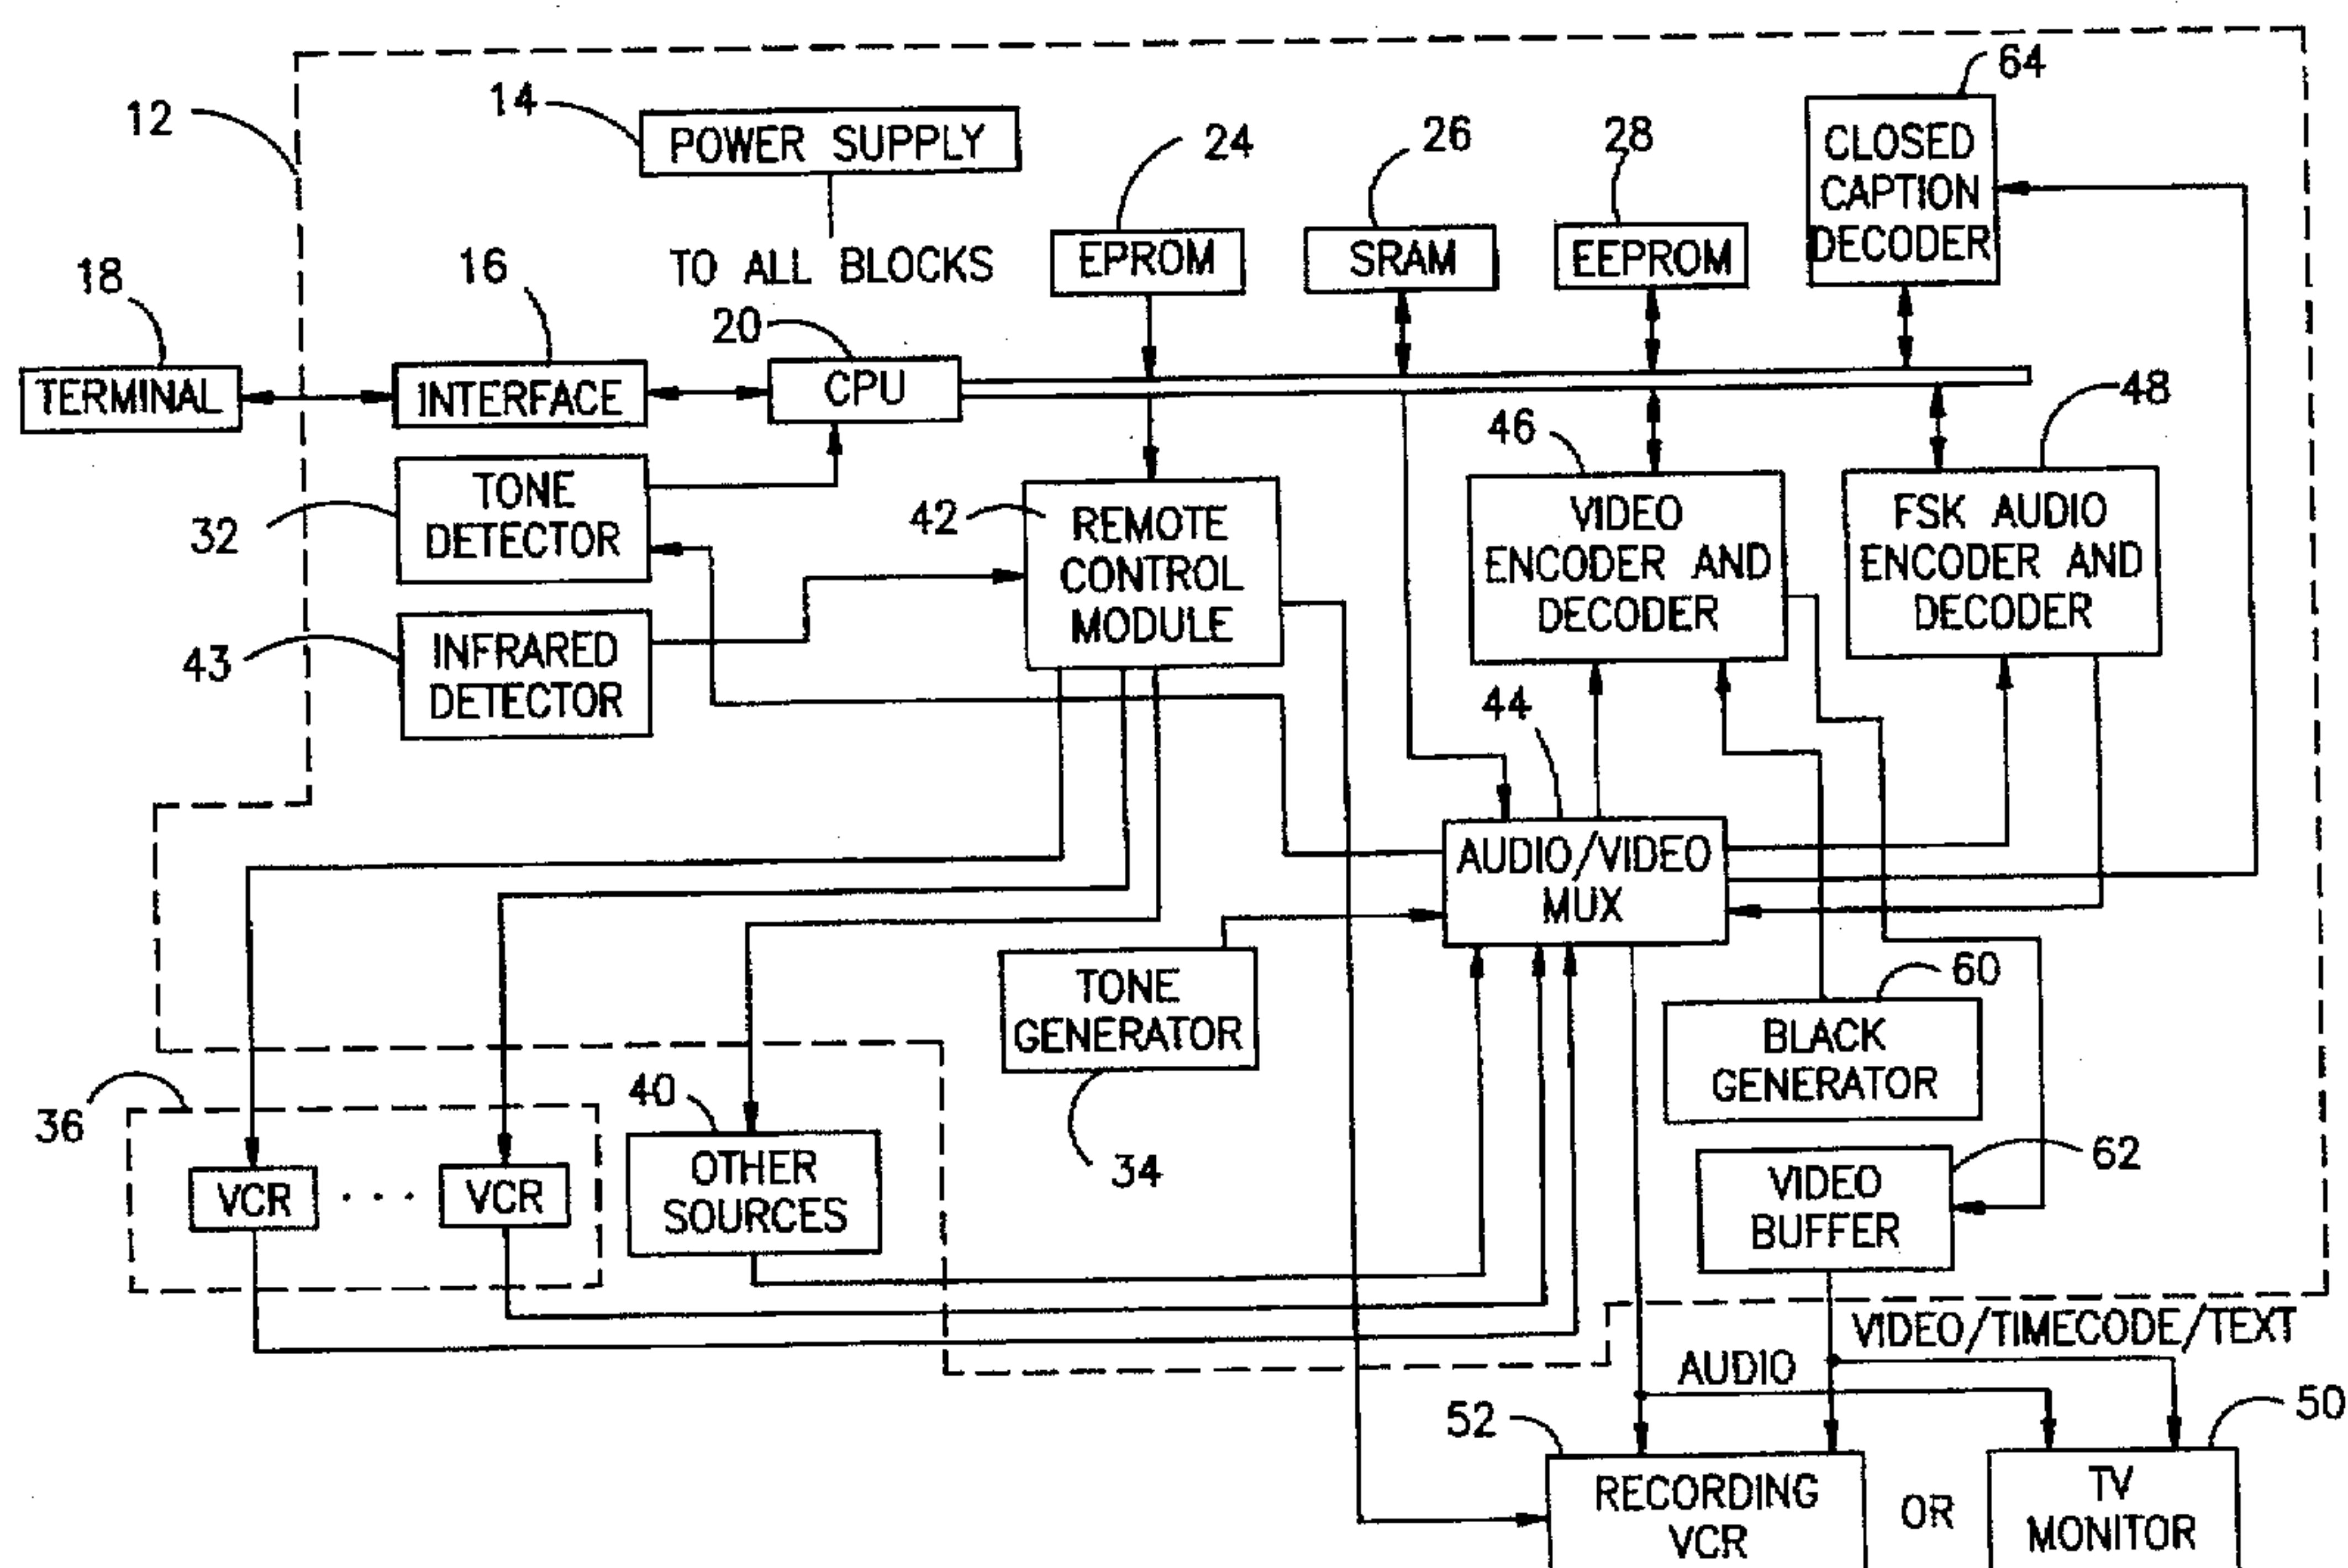 64
12
14
POWER SUPPLY
24
26
28
CLOSED
CAPTION
DECODER
TO ALL BLOCKS
EPROM
SRAM
EEPROM
18
16
20
TERMINAL
INTERFACE
CPU
48
46
TONE
DETECTOR
32
42
REMOTE
CONTROL
MODULE
VIDEO
ENCODER AND
DECODER
FSK AUDIO
ENCODER AND
DECODER
43
INFRARED
DETECTOR
44
AUDIO/VIDEO
MUX
TONE
GENERATOR
34
60
BLACK
GENERATOR
36
40
OTHER
SOURCES
VCR
. . .
VCR
62
VIDEO
BUFFER
VIDEO/TIMECODE/TEXT
AUDIO
52
50
RECORDING
VCR
OR
TV
MONITOR